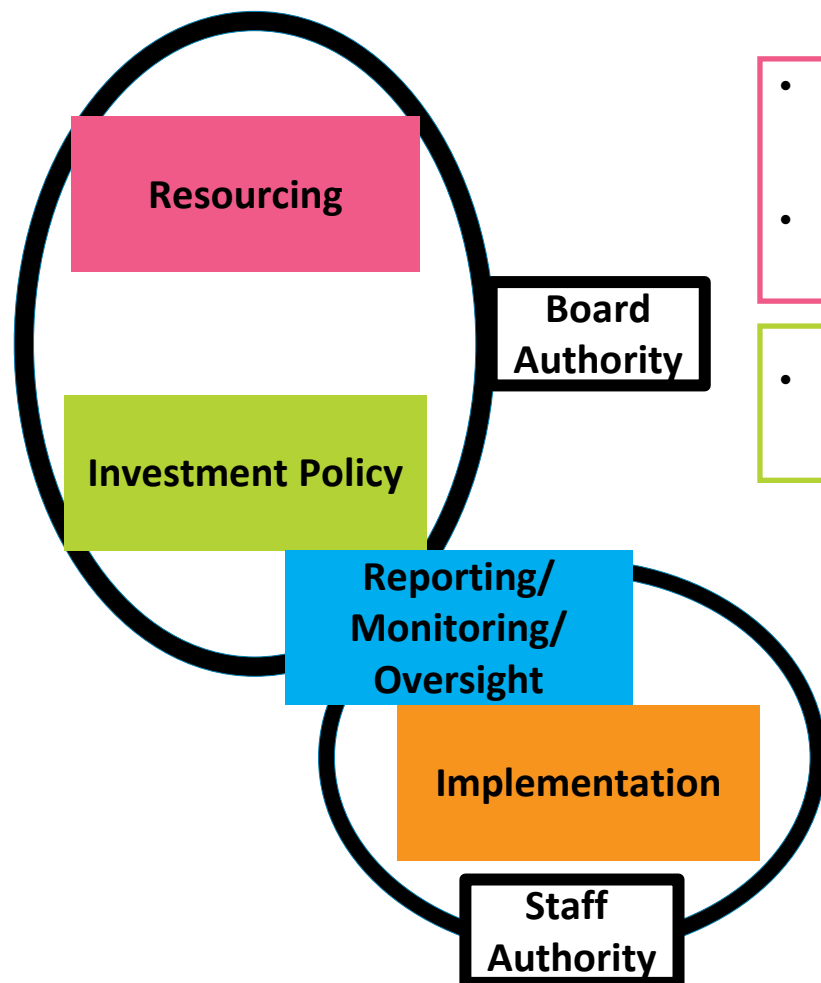 Resourcing
Board
Authority
Investment Policy
Reporting/
Monitoring/
Oversight
Implementation
Staff
Authority